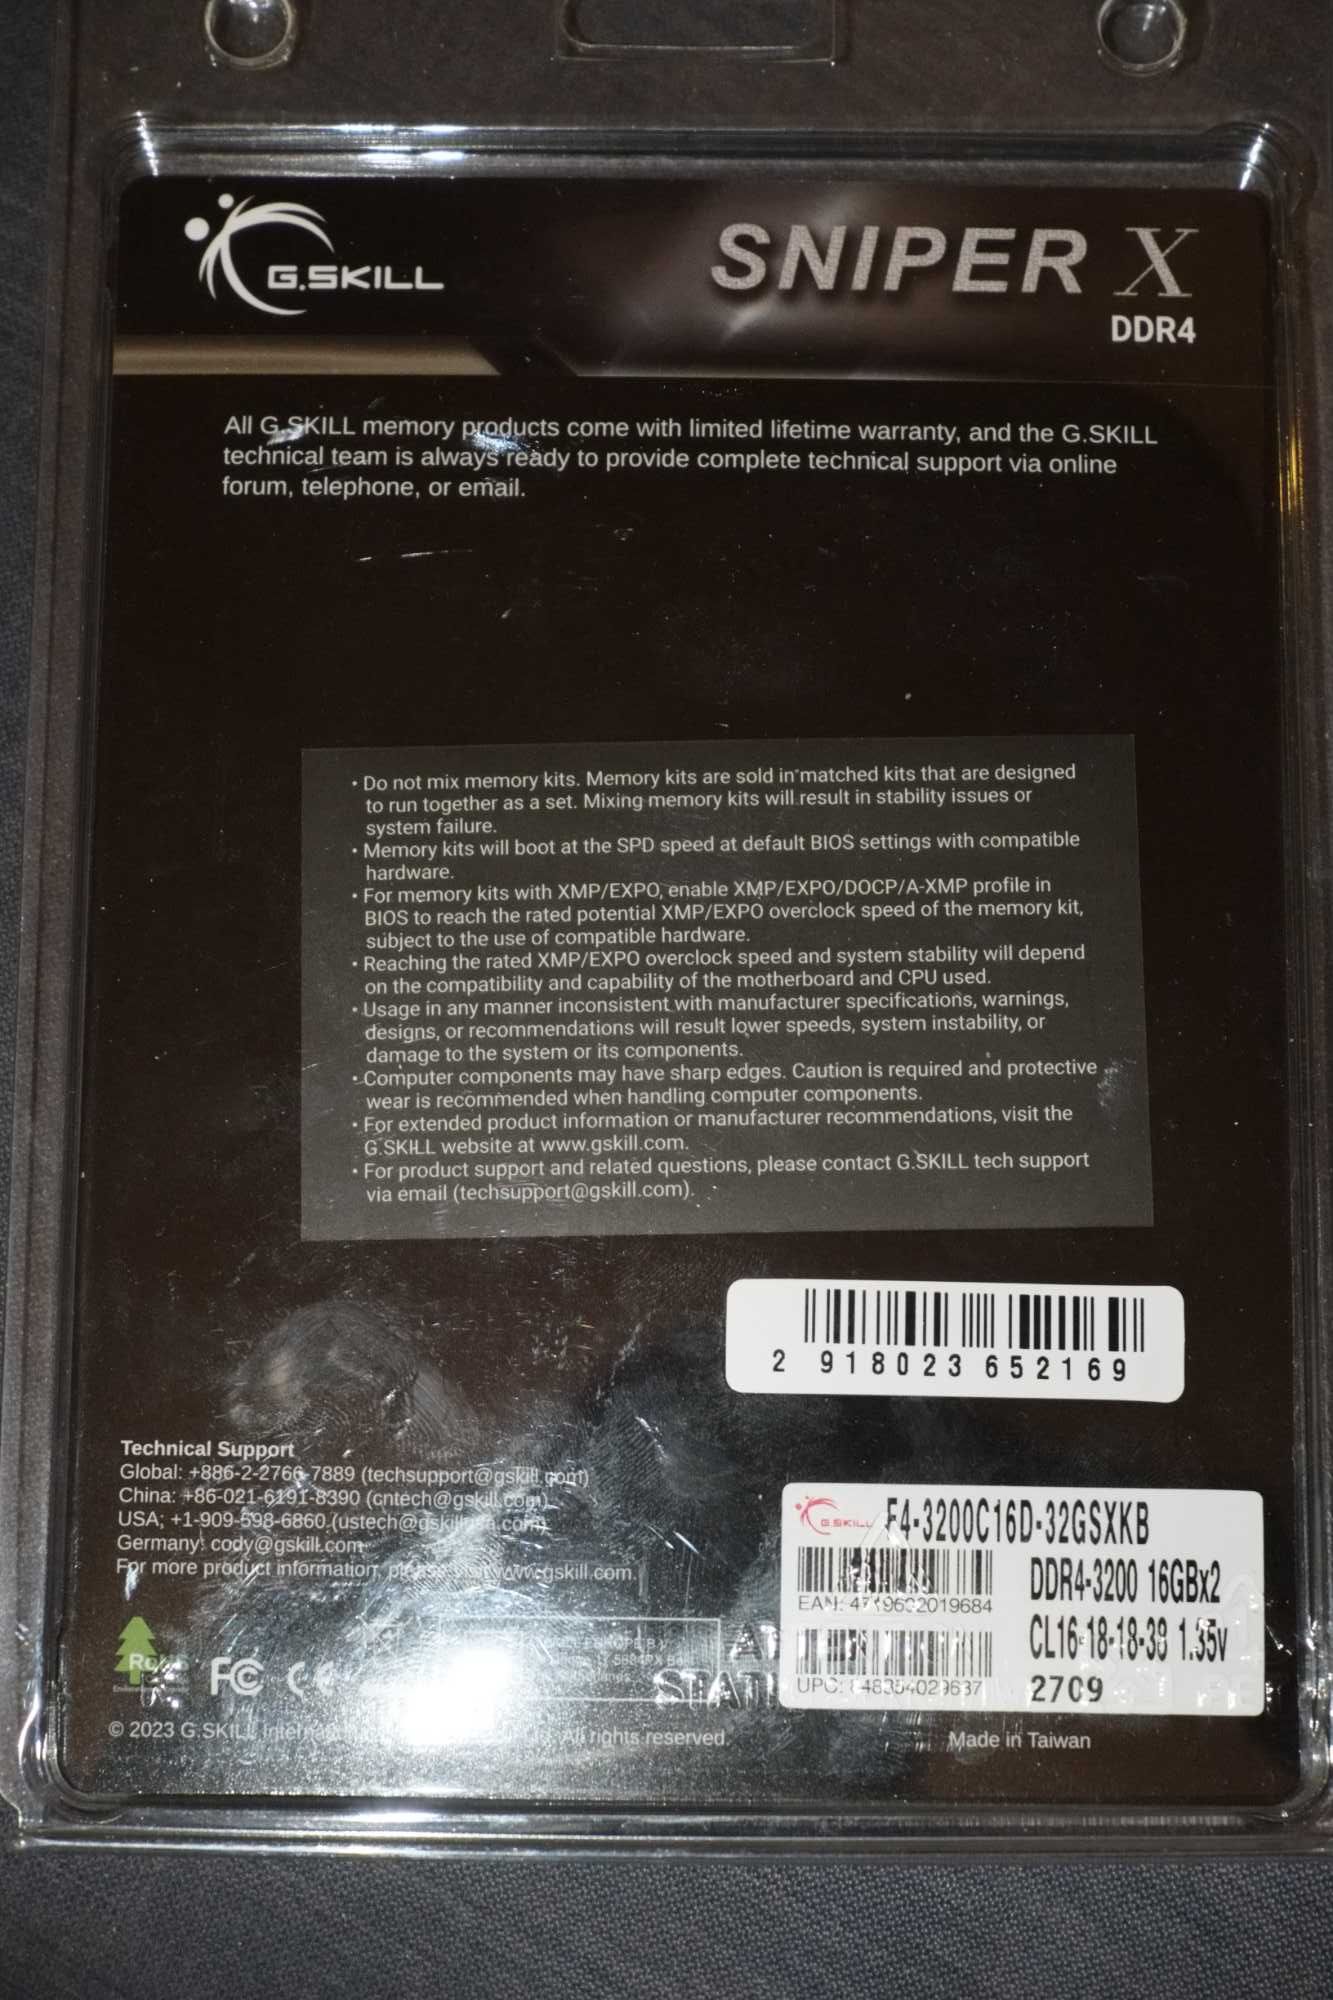 G.SKILL
SNIPER X
DDR4
All G.SKILL memory products come with limited lifetime warranty, and the G.SKILL
technical team is always ready to provide complete technical support via online
forum, telephone, or email.
• Do not mix memory kits. Memory kits are sold in matched kits that are designed
to run together as a set. Mixing memory kits will result in stability issues or
system failure.
• Memory kits will boot at the SPD speed at default BIOS settings with compatible
hardware.
• For memory kits with XMP/EXPO, enable XMP/EXPO/DOCP/A-XMP profile in
BIOS to reach the rated potential XMP/EXPO overclock speed of the memory kit,
subject to the use of compatible hardware.
• Reaching the rated XMP/EXPO overclock speed and system stability will depend
on the compatibility and capability of the motherboard and CPU used.
• Usage in any manner inconsistent with manufacturer specifications, warnings,
designs, or recommendations will result lower speeds, system instability, or
damage to the system or its components.
• Computer components may have sharp edges. Caution is required and protective
wear is recommended when handling computer components.
• For extended product information or manufacturer recommendations, visit the
G.SKILL website at www.gskill.com.
• For product support and related questions, please contact G.SKILL tech support
via email (techsupport@gskill.com).
2 918023 652169
Technical Support
Global: +886-2-2766-7889 (techsupport@gskill.com)
China: +86-021-6191-8390 (cntech@gskill.com)
USA; +1-909-598-6860 (ustech@gskillusa.com)
Germany: cody@gskill.com
For more product information, please visit www.gskill.com.
G.SKILL
F4-3200C16D-32GSXKB
DDR4-3200 16GBx2
EAN: 4719692019684
CL16-18-18-38 1.35v
UPC: 848354029687
2709
RoHS
FC CE
© 2023 G.SKILL All rights reserved.
Made in Taiwan